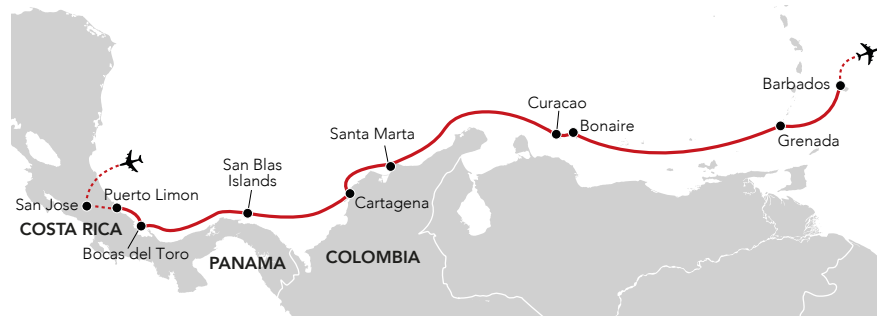 Barbados
Curacao
Bonaire
Santa Marta
Grenada
San Blas
Islands
Puerto Limon
San Jose
Cartagena
COSTA RICA
Bocas del Toro
PANAMA
COLOMBIA